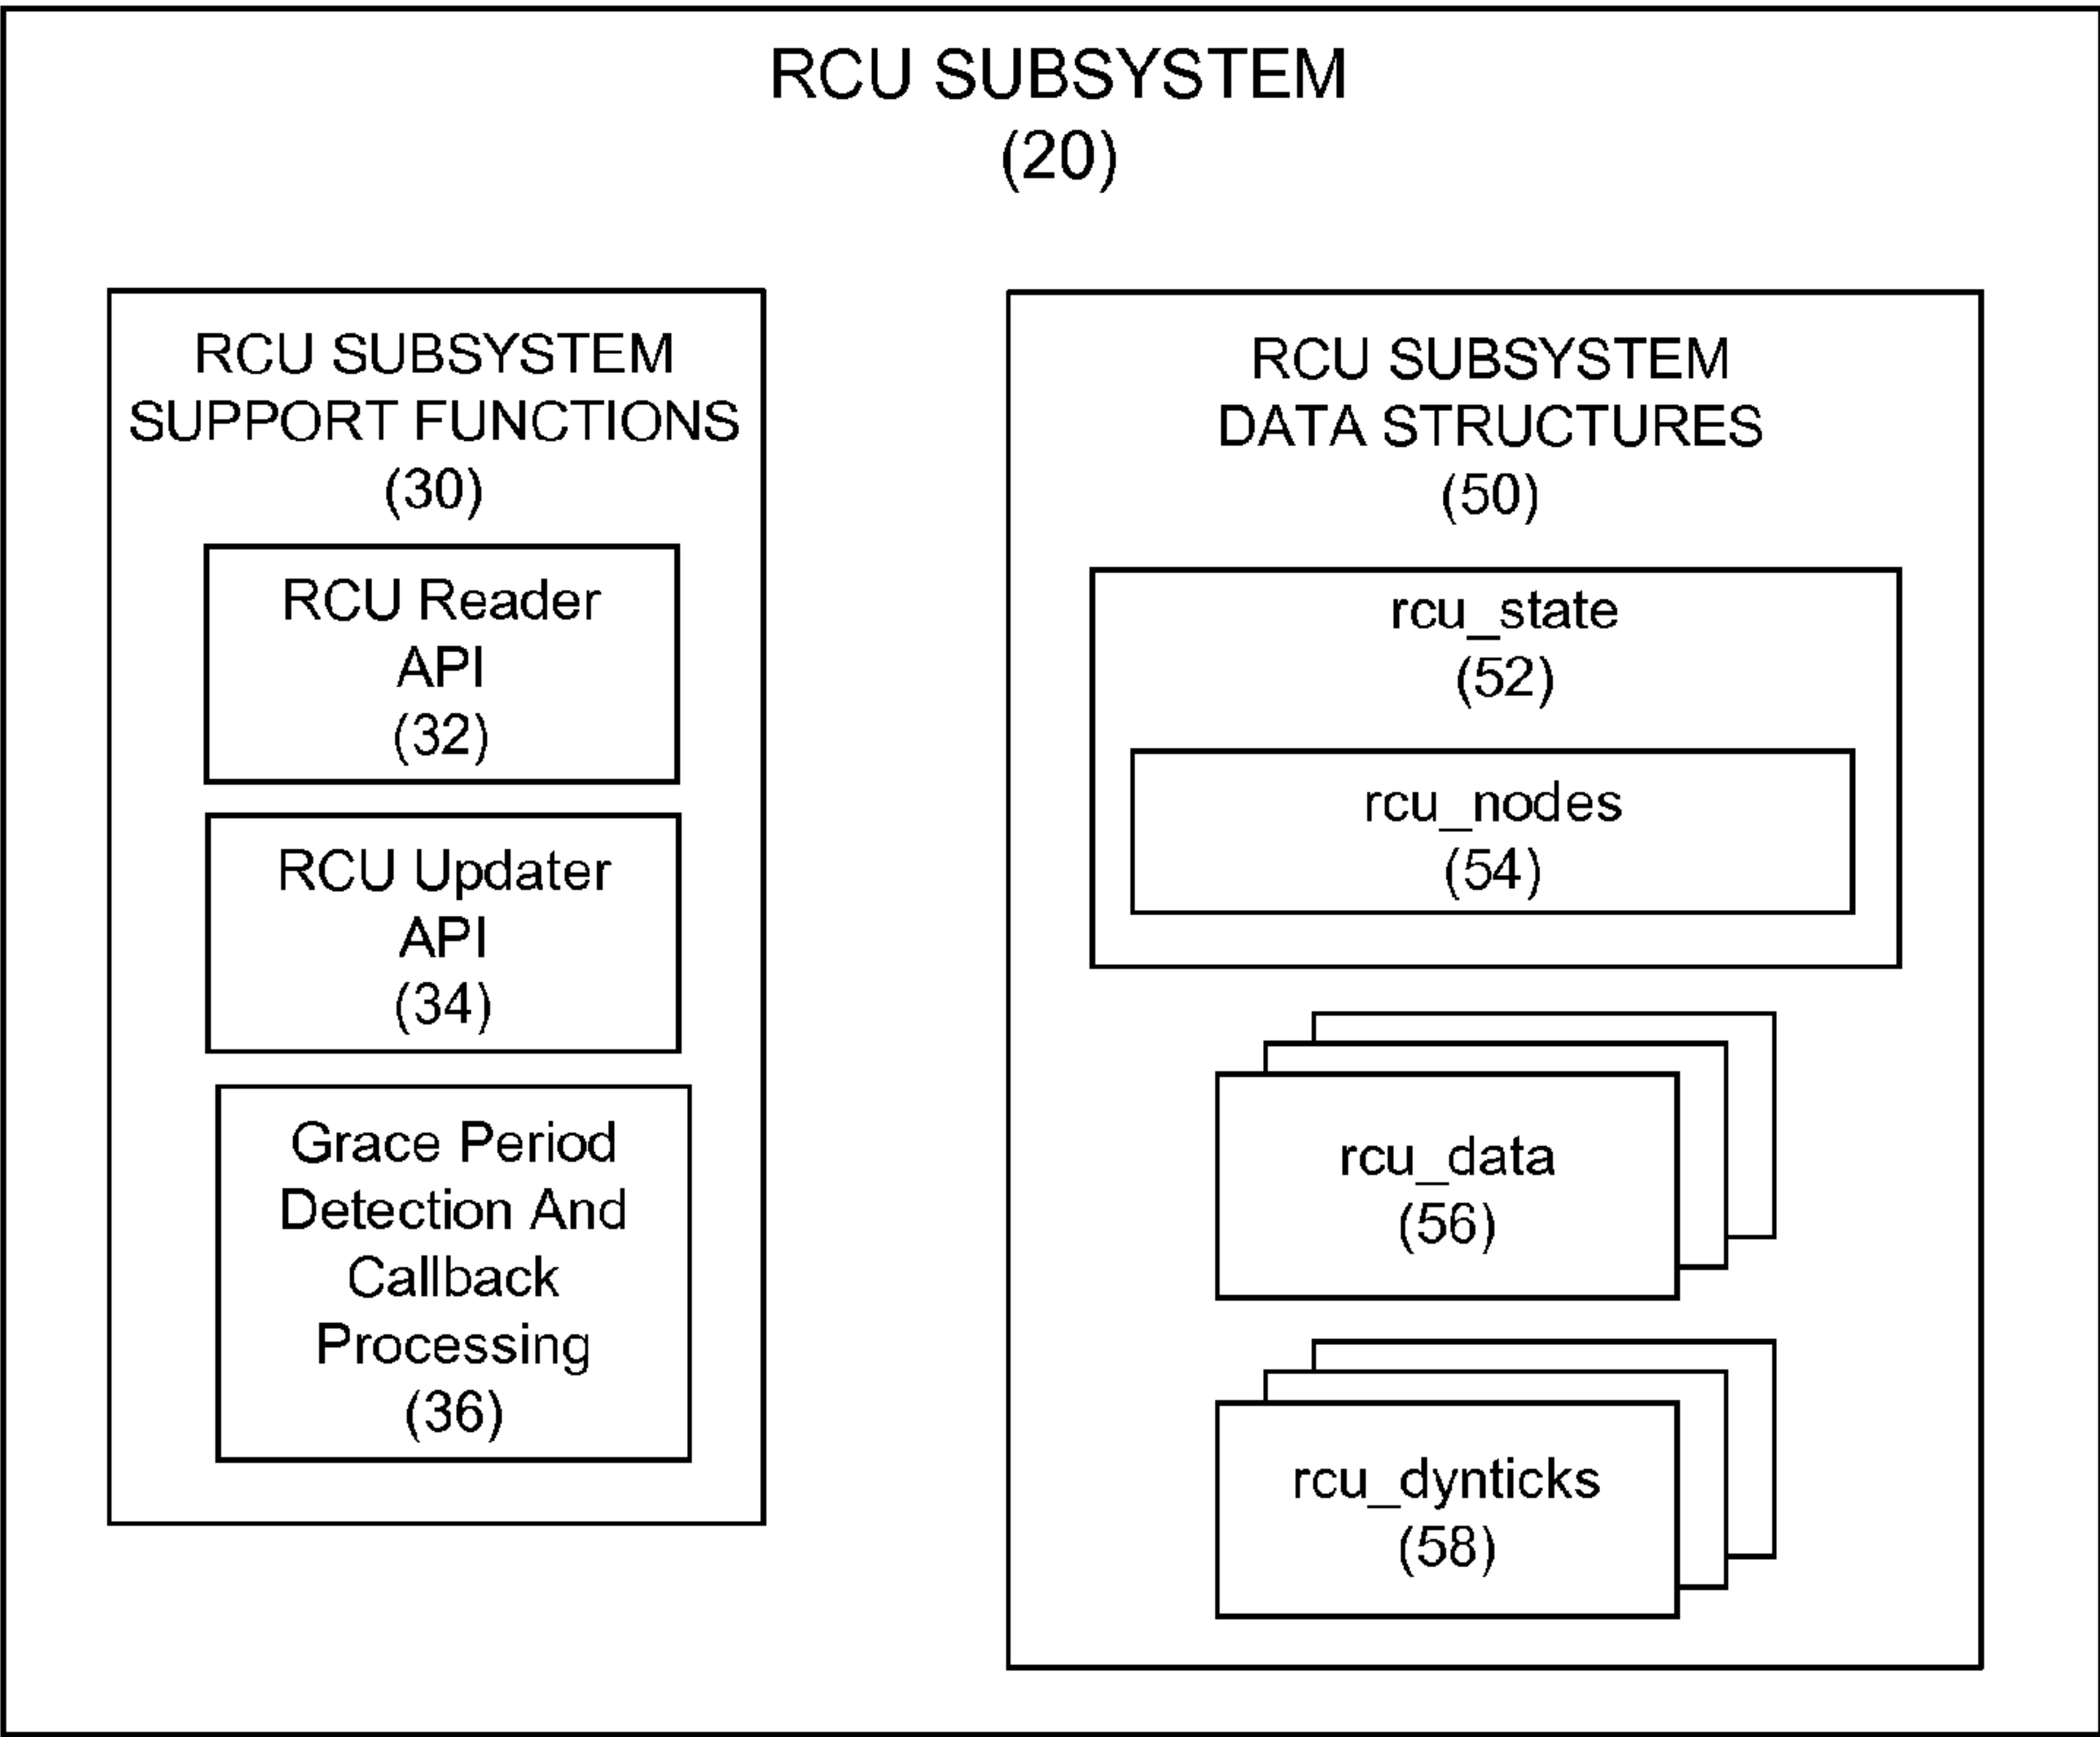 RCU SUBSYSTEM
(20)
RCU SUBSYSTEM
SUPPORT FUNCTIONS
(30)
RCU Reader
API
(32)
RCU Updater
API
(34)
Grace Period
Detection And
Callback
Processing
(36)
RCU SUBSYSTEM
DATA STRUCTURES
(50)
rcu_state
(52)
rcu_nodes
(54)
rcu_data
(56)
rcu_dynticks
(58)